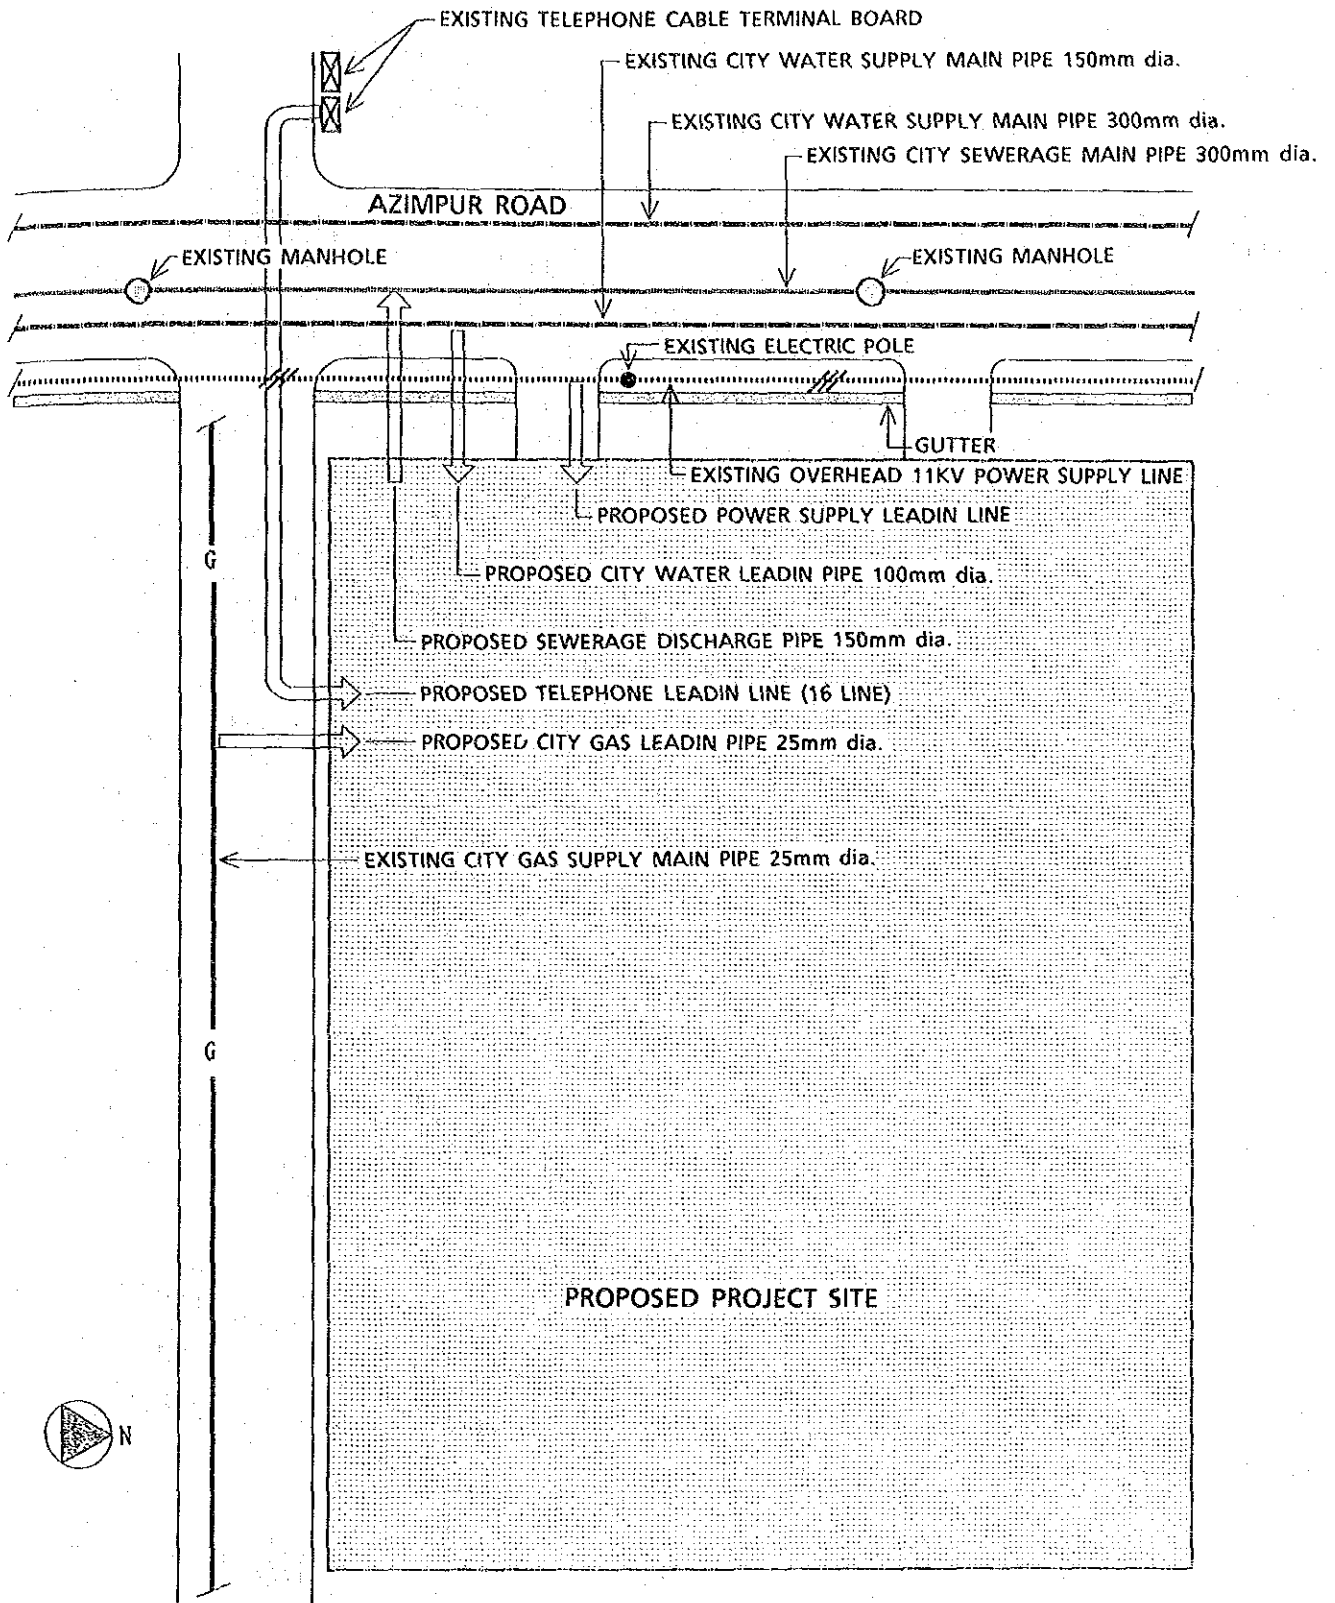 EXISTING TELEPHONE CABLE TERMINAL BOARD
EXISTING CITY WATER SUPPLY MAIN PIPE 150mm dia.
EXISTING CITY WATER SUPPLY MAIN PIPE 300mm dia.
EXISTING CITY SEWERAGE MAIN PIPE 300mm dia.
AZIMPUR ROAD
EXISTING MANHOLE
EXISTING MANHOLE
EXISTING ELECTRIC POLE
GUTTER
EXISTING OVERHEAD 11KV POWER SUPPLY LINE
PROPOSED POWER SUPPLY LEADIN LINE
G
PROPOSED CITY WATER LEADIN PIPE 100mm dia.
PROPOSED SEWERAGE DISCHARGE PIPE 150mm dia.
PROPOSED TELEPHONE LEADIN LINE (16 LINE)
PROPOSED CITY GAS LEADIN PIPE 25mm dia.
EXISTING CITY GAS SUPPLY MAIN PIPE 25mm dia.
G
PROPOSED PROJECT SITE
N